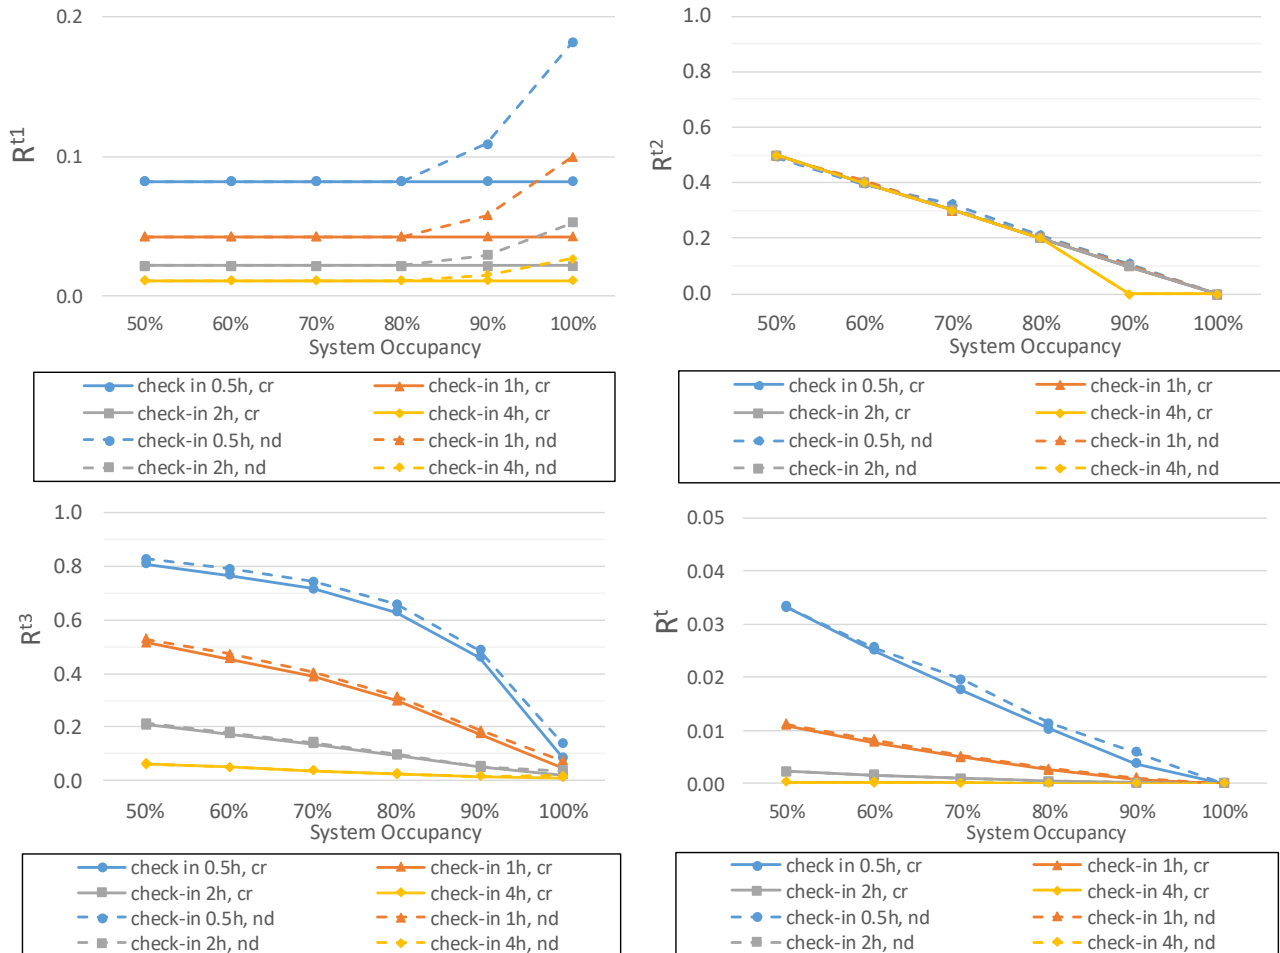 0.2
0.1
0.0
R^t1
50% 60% 70% 80% 90% 100%
System Occupancy
check in 0.5h, cr check-in 1h, cr
check-in 2h, cr check-in 4h, cr
check-in 0.5h, nd check-in 1h, nd
check-in 2h, nd check-in 4h, nd
1.0
0.8
0.6
0.4
0.2
0.0
R^t2
50% 60% 70% 80% 90% 100%
System Occupancy
check in 0.5h, cr check-in 1h, cr
check-in 2h, cr check-in 4h, cr
check-in 0.5h, nd check-in 1h, nd
check-in 2h, nd check-in 4h, nd
1.0
0.8
0.6
0.4
0.2
0.0
R^t3
50% 60% 70% 80% 90% 100%
System Occupancy
check in 0.5h, cr check-in 1h, cr
check-in 2h, cr check-in 4h, cr
check-in 0.5h, nd check-in 1h, nd
check-in 2h, nd check-in 4h, nd
0.05
0.04
0.03
0.02
0.01
0.00
R^t
50% 60% 70% 80% 90% 100%
System Occupancy
check in 0.5h, cr check-in 1h, cr
check-in 2h, cr check-in 4h, cr
check-in 0.5h, nd check-in 1h, nd
check-in 2h, nd check-in 4h, nd